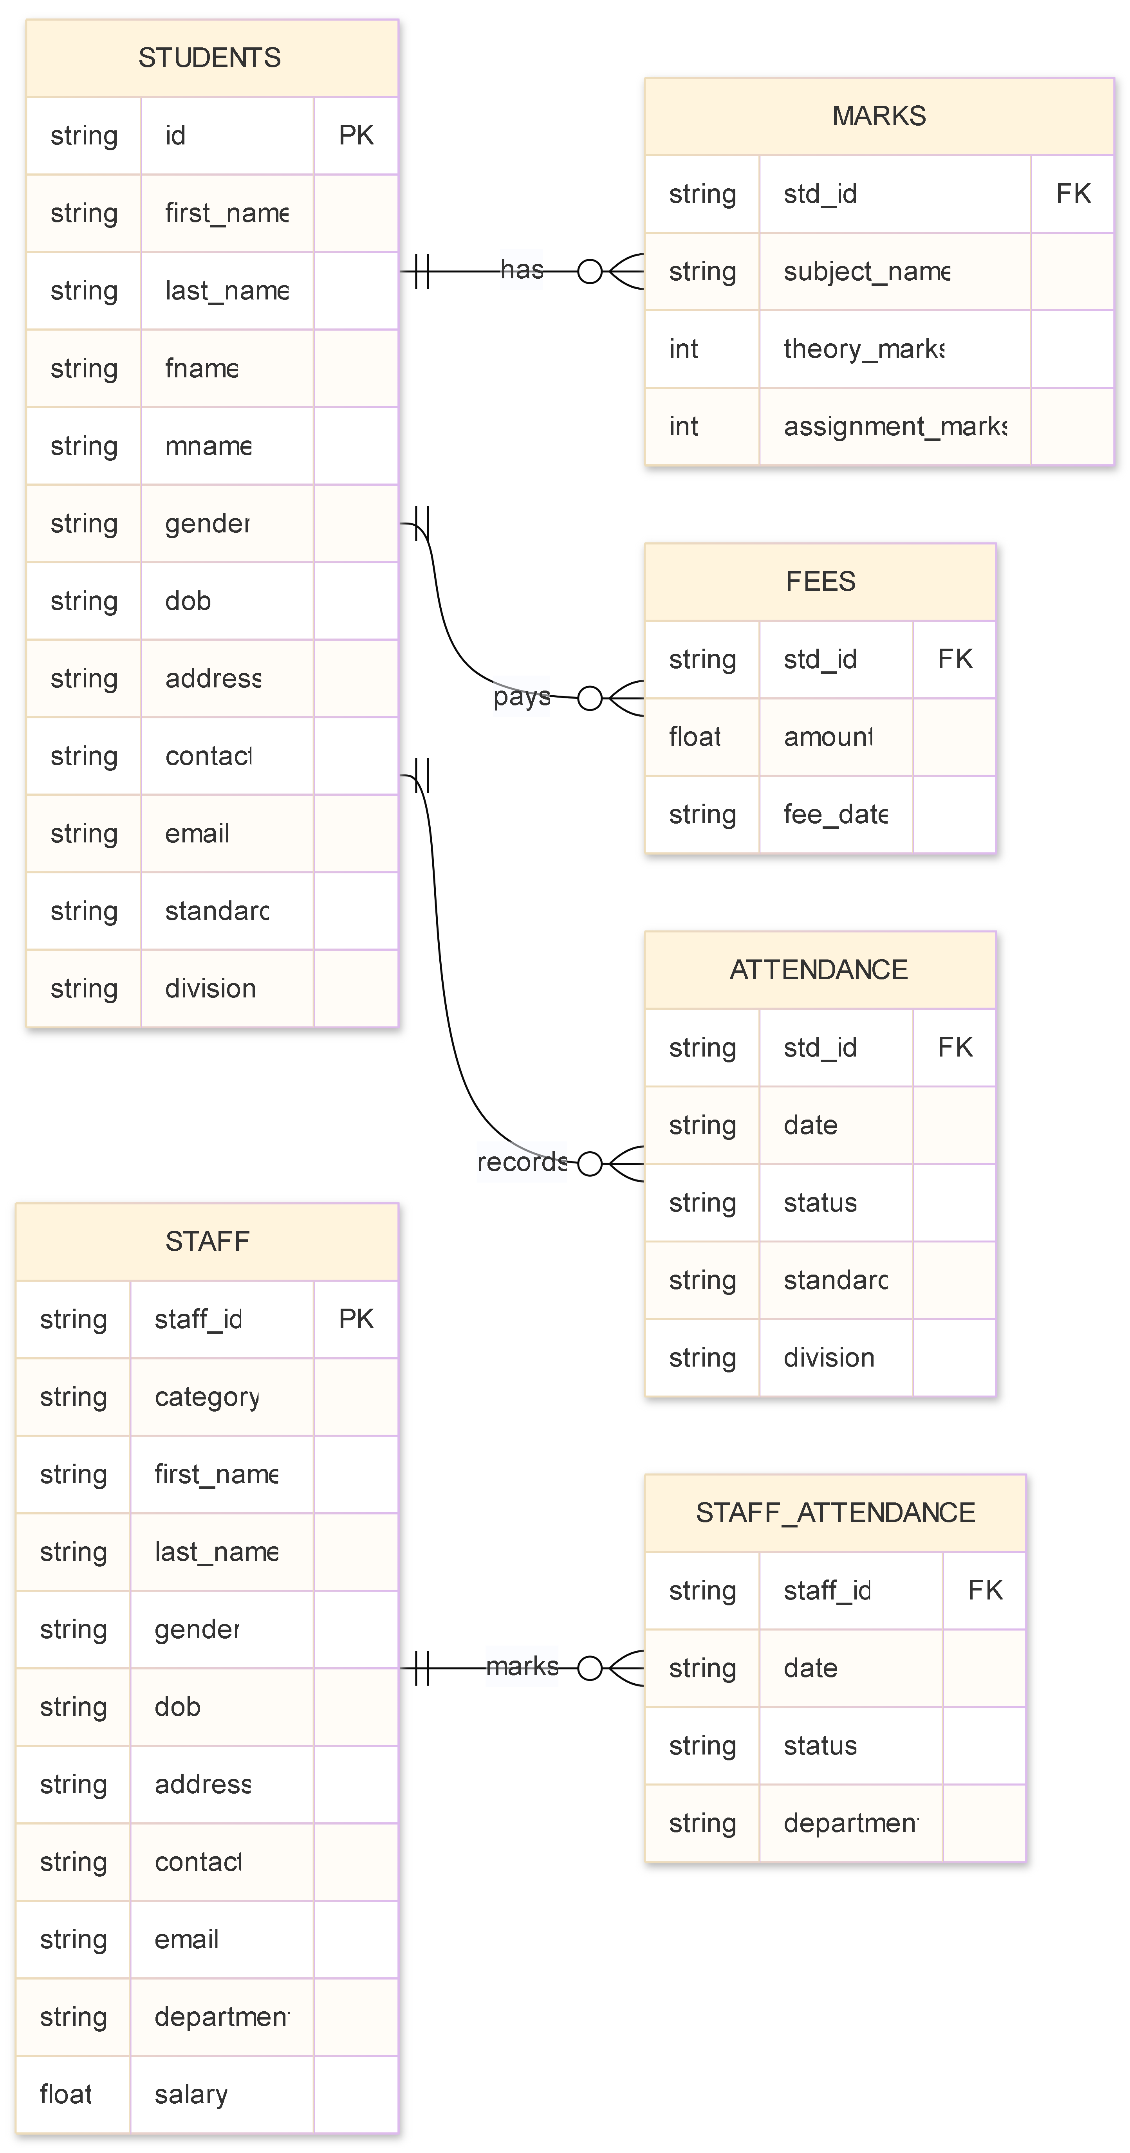 STUDENTS
string id PK
string first_name
string last_name
string fname
string mname
string gender
string dob
string address
string contact
string email
string standard
string division
has
MARKS
string std_id FK
string subject_name
int theory_marks
int assignment_marks
pays
FEES
string std_id FK
float amount
string fee_date
records
ATTENDANCE
string std_id FK
string date
string status
string standard
string division
STAFF
string staff_id PK
string category
string first_name
string last_name
string gender
string dob
string address
string contact
string email
string department
float salary
marks
STAFF_ATTENDANCE
string staff_id FK
string date
string status
string department